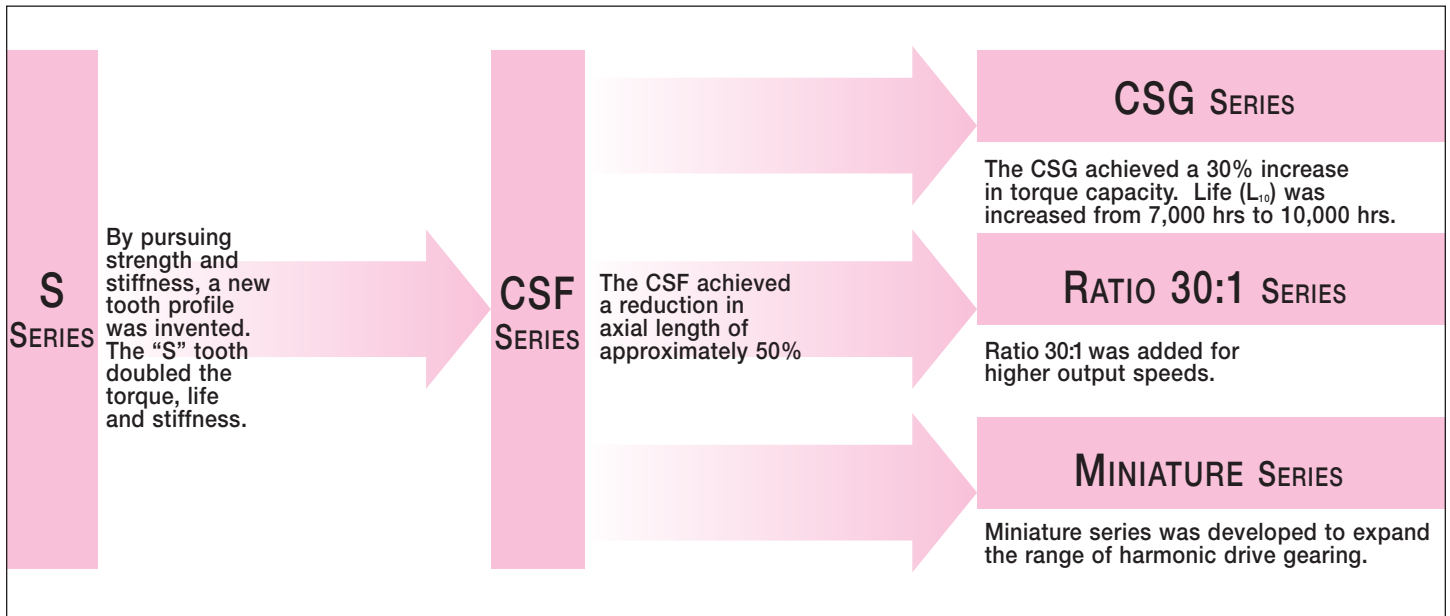 S
SERIES
By pursuing
strength and
stiffness, a new
tooth profile
was invented.
The “S” tooth
doubled the
torque, life
and stiffness.
CSF
SERIES
The CSF achieved
a reduction in
axial length of
approximately 50%
CSG SERIES
The CSG achieved a 30% increase
in torque capacity.  Life (L₁₀) was
increased from 7,000 hrs to 10,000 hrs.
RATIO 30:1 SERIES
Ratio 30:1 was added for
higher output speeds.
MINIATURE SERIES
Miniature series was developed to expand
the range of harmonic drive gearing.